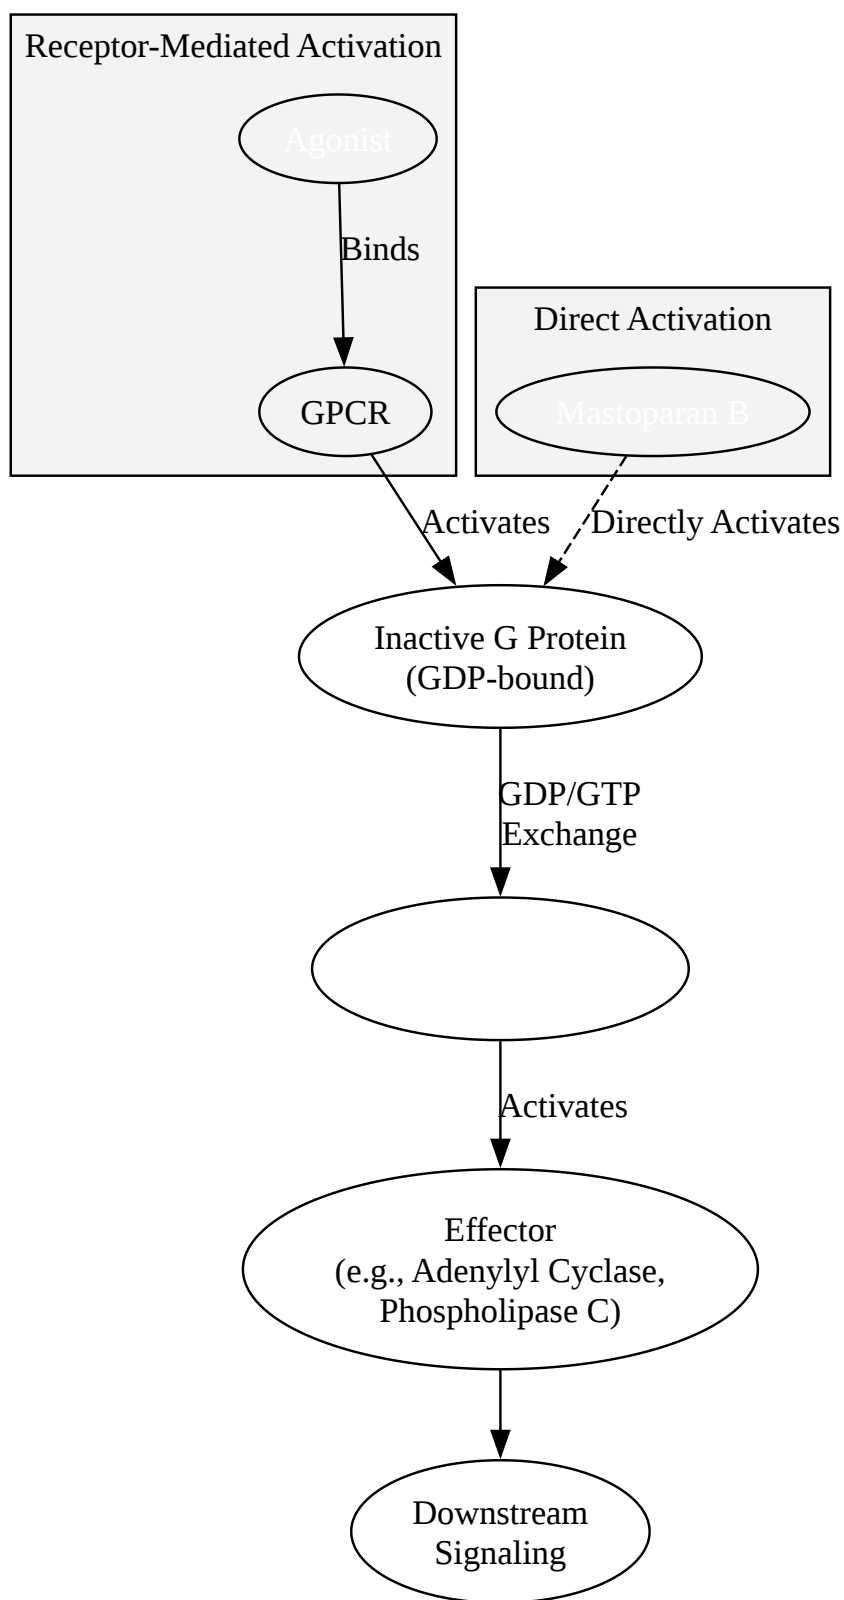 Receptor-Mediated Activation
Agonist
Binds
Direct Activation
GPCR
Mastoparan B
Activates
Directly Activates
Inactive G Protein
(GDP-bound)
GDP/GTP
Exchange
Activates
Effector
(e.g., Adenylyl Cyclase,
Phospholipase C)
Downstream
Signaling